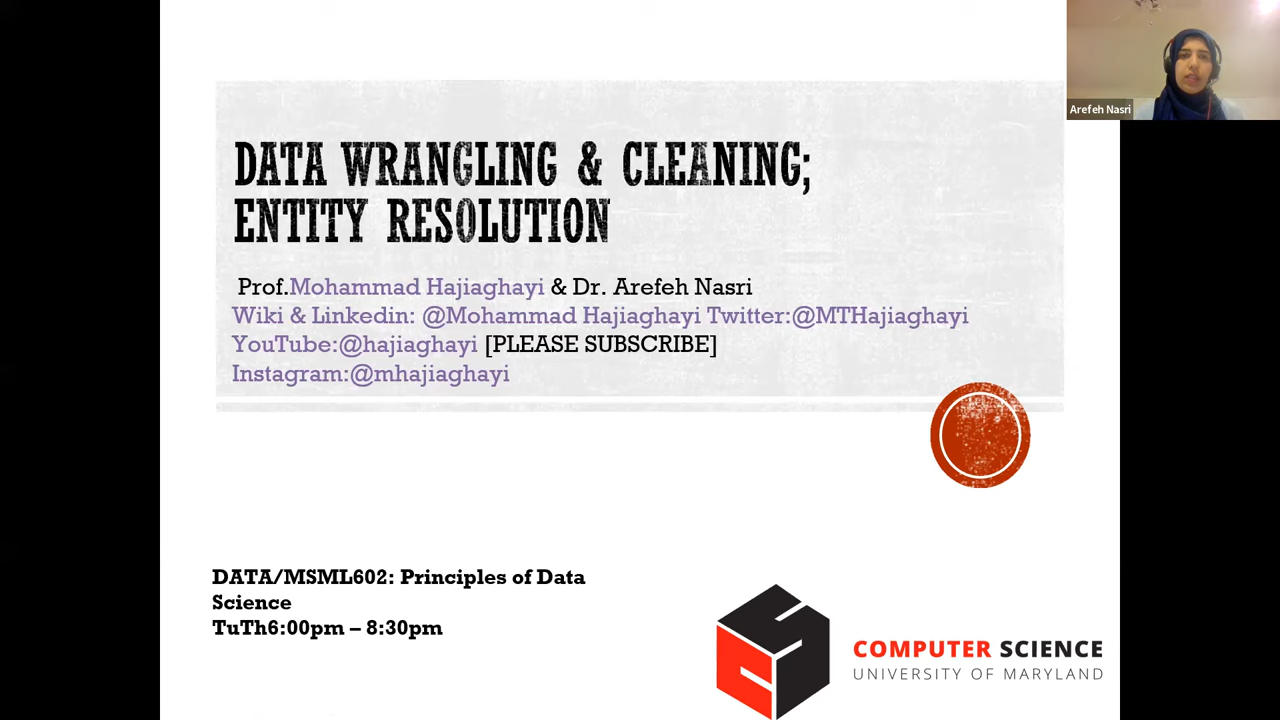 Arefeh Nasri
DATA WRANGLING & CLEANING;
ENTITY RESOLUTION
Prof.Mohammad Hajiaghayi & Dr. Arefeh Nasri
Wiki & Linkedin: @Mohammad Hajiaghayi Twitter:@MTHajiaghayi
YouTube:@hajiaghayi [PLEASE SUBSCRIBE]
Instagram:@mhajiaghayi
DATA/MSML602: Principles of Data
Science
TuTh6:00pm – 8:30pm
COMPUTER SCIENCE
UNIVERSITY OF MARYLAND